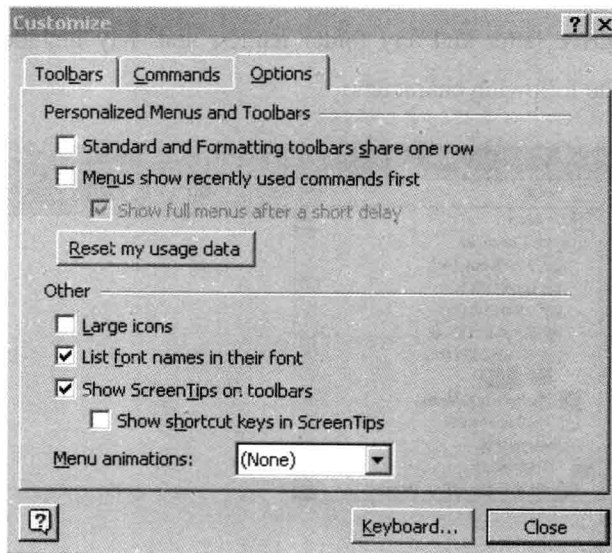 Customize
Toolbars Commands Options
Personalized Menus and Toolbars
Standard and Formatting toolbars share one row
Menus show recently used commands first
Show full menus after a short delay
Reset my usage data
Other
Large icons
List font names in their font
Show ScreenTips on toolbars
Show shortcut keys in ScreenTips
Menu animations: (None)
Keyboard... Close